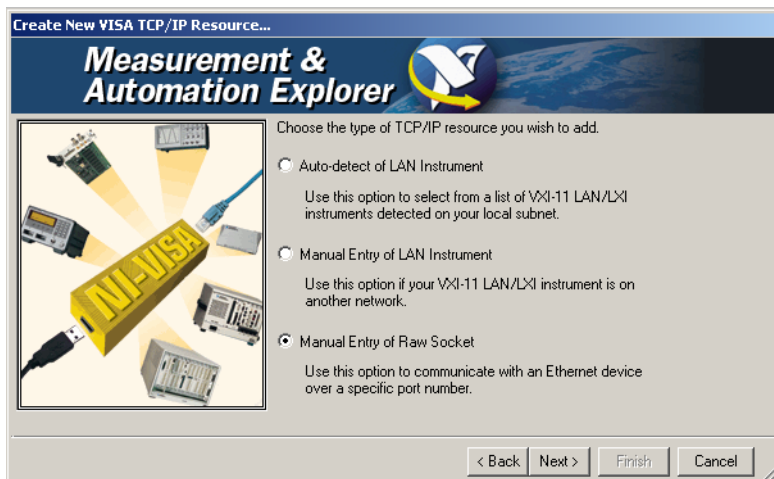 Create New VISA TCP/IP Resource...
Measurement &
Automation Explorer
Choose the type of TCP/IP resource you wish to add.
Auto-detect of LAN Instrument
Use this option to select from a list of VXI-11 LAN/LXI
instruments detected on your local subnet.
Manual Entry of LAN Instrument
Use this option if your VXI-11 LAN/LXI instrument is on
another network.
Manual Entry of Raw Socket
Use this option to communicate with an Ethernet device
over a specific port number.
NI-VISA
< Back Next > Finish Cancel